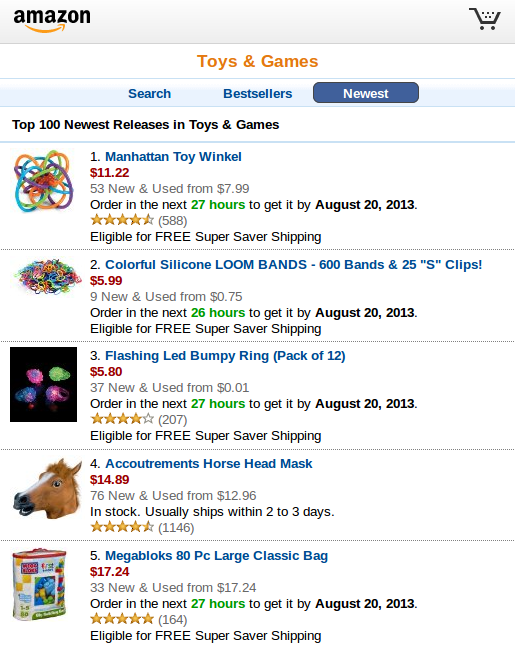 amazon
Toys & Games
Search Bestsellers Newest
Top 100 Newest Releases in Toys & Games
1. Manhattan Toy Winkel
$11.22
53 New & Used from $7.99
Order in the next 27 hours to get it by August 20, 2013.
(588)
Eligible for FREE Super Saver Shipping
2. Colorful Silicone LOOM BANDS - 600 Bands & 25 "S" Clips!
$5.99
9 New & Used from $0.75
Order in the next 26 hours to get it by August 20, 2013.
Eligible for FREE Super Saver Shipping
3. Flashing Led Bumpy Ring (Pack of 12)
$5.80
37 New & Used from $0.01
Order in the next 27 hours to get it by August 20, 2013.
(207)
Eligible for FREE Super Saver Shipping
4. Accoutrements Horse Head Mask
$14.89
76 New & Used from $12.96
In stock. Usually ships within 2 to 3 days.
(1146)
5. Megabloks 80 Pc Large Classic Bag
$17.24
33 New & Used from $17.24
Order in the next 27 hours to get it by August 20, 2013.
(164)
Eligible for FREE Super Saver Shipping